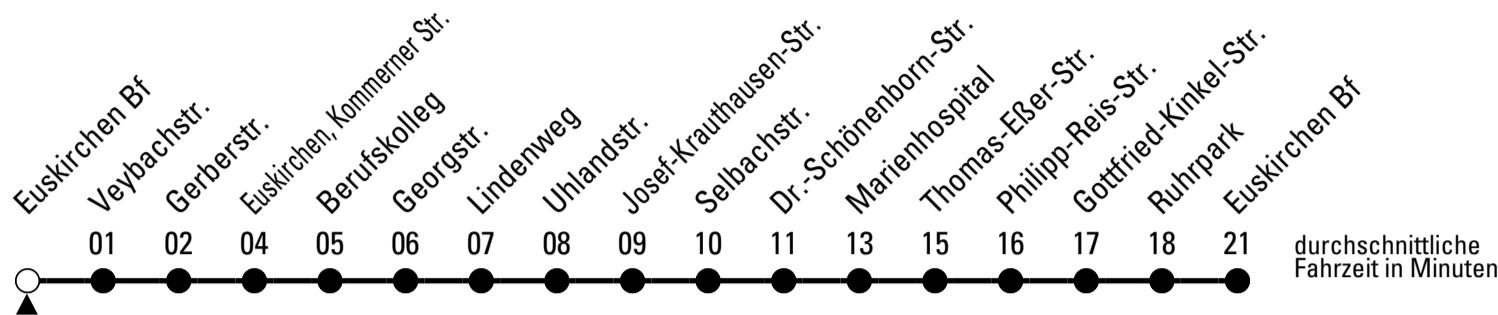 Euskirchen Bf
Veybachstr.
Gerberstr.
Euskirchen, Kommerner Str.
Berufskolleg
Georgstr.
Lindenweg
Uhlandstr.
Josef-Krauthausen-Str.
Selbachstr.
Dr.-Schönenborn-Str.
Marienhospital
Thomas-Eßer-Str.
Philipp-Reis-Str.
Gottfried-Kinkel-Str.
Ruhrpark
Euskirchen Bf
01 02 04 05 06 07 08 09 10 11 13 15 16 17 18 21
durchschnittliche
Fahrzeit in Minuten